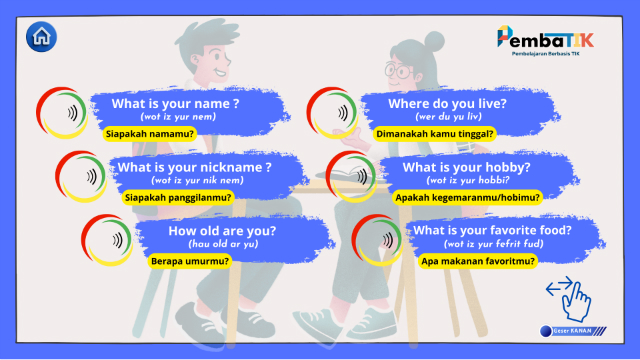 PembaTIK
Pembelajaran Berbasis TIK
What is your name ?
(wot iz yur nem)
Siapakah namamu?
What is your nickname ?
(wot iz yur nik nem)
Siapakah panggilanmu?
How old are you?
(hau old ar yu)
Berapa umurmu?
Where do you live?
(wer du yu liv)
Dimanakah kamu tinggal?
What is your hobby?
(wot iz yur hobbi?
Apakah kegemaranmu/hobimu?
What is your favorite food?
(wot iz yur fefrit fud)
Apa makanan favoritmu?
Geser KANAN